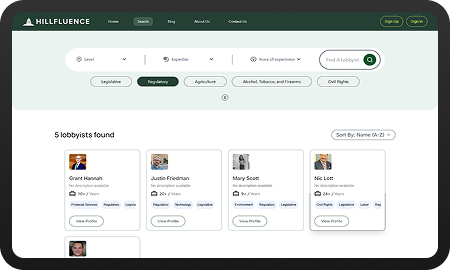 HILLFLUENCE Home Search Blog About Us Contact Us Sign Up Sign In
Level Expertise Years of experience Find A Lobbyist
Legislative Regulatory Agriculture Alcohol, Tobacco, and Firearms Civil Rights
5 lobbyists found Sort By: Name (A-Z)
Grant Hannah Justin Friedman Mary Scott Nic Lott
No description available No description available No description available No description available
10+ / Years 20+ / Years 9+ / Years 24+ / Years
Financial Services Regulatory Legisla Regulatory Technology Legislative Environment Regulatory Legislative Civil Rights Legislative Labor Reg
View Profile View Profile View Profile View Profile